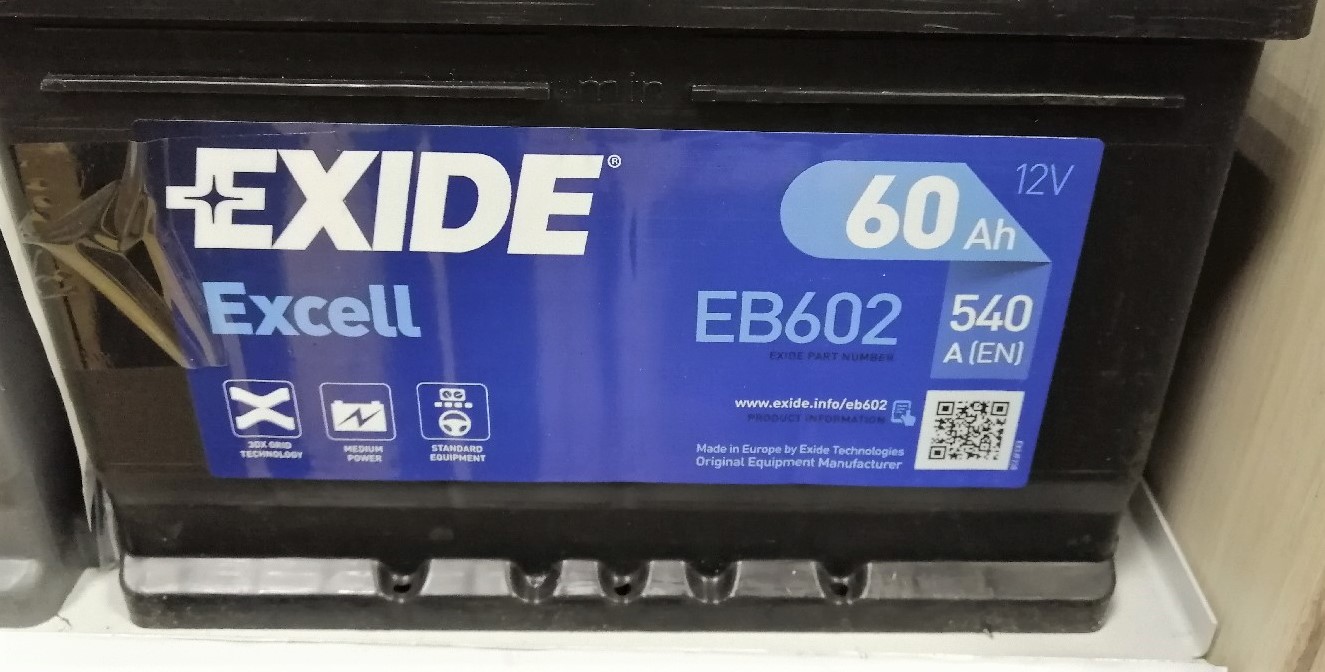 min
EXIDE®
12V
60 Ah
Excell
EB602
EXIDE PART NUMBER
540
A (EN)
3DX GRID
TECHNOLOGY
MEDIUM
POWER
STANDARD
EQUIPMENT
www.exide.info/eb602
PRODUCT INFORMATION
Made in Europe by Exide Technologies
Original Equipment Manufacturer